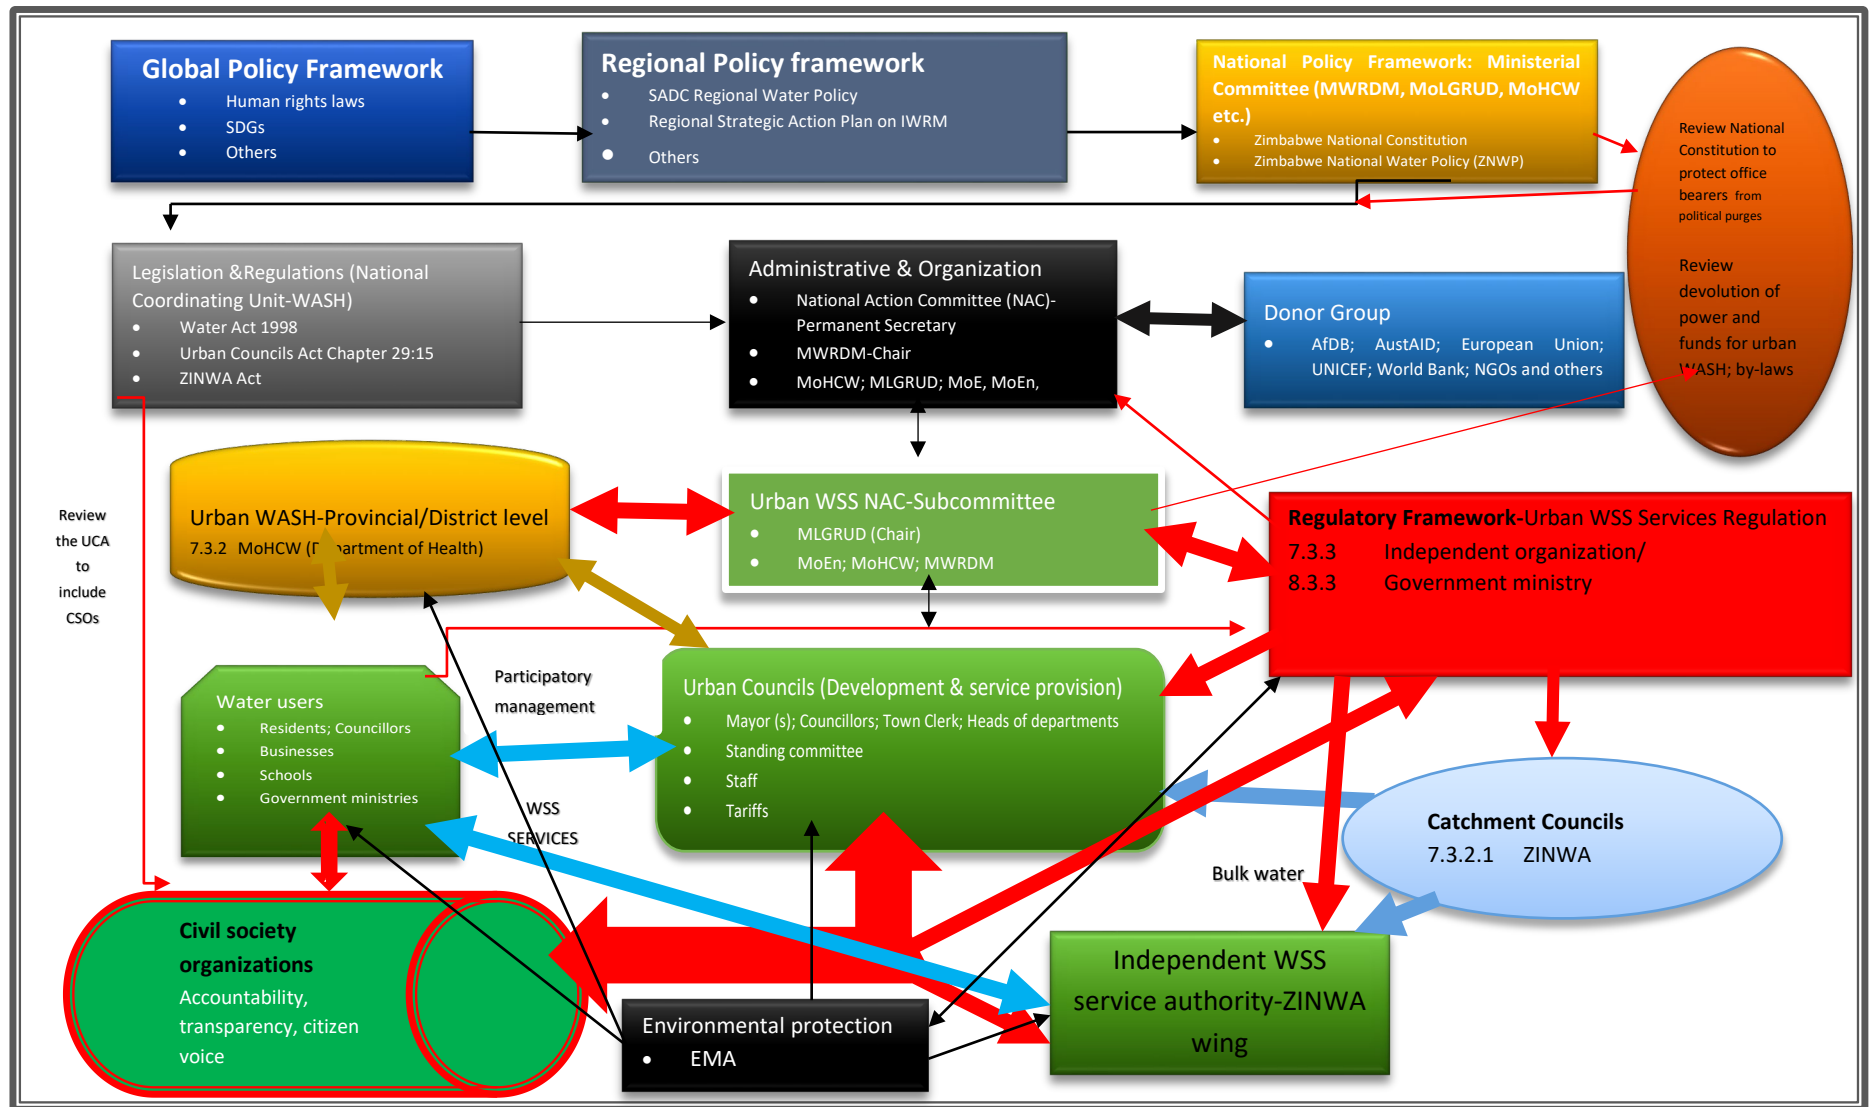 Global Policy Framework
Human rights laws
SDGs
Others
Regional Policy framework
SADC Regional Water Policy
Regional Strategic Action Plan on IWRM
Others
National Policy Framework: Ministerial
Committee (MWRDM, MoLGRUD, MoHCW
etc.)
Zimbabwe National Constitution
Zimbabwe National Water Policy (ZNWP)
Review National
Constitution to
protect office
bearers from
political purges
Review
devolution of
power and
funds for urban
WASH; by-laws
Legislation &Regulations (National
Coordinating Unit-WASH)
Water Act 1998
Urban Councils Act Chapter 29:15
ZINWA Act
Administrative & Organization
National Action Committee (NAC)-
Permanent Secretary
MWRDM-Chair
MoHCW; MLGRUD; MoE, MoEn,
Donor Group
AfDB; AustAID; European Union;
UNICEF; World Bank; NGOs and others
Review
the UCA
to
include
CSOs
Urban WASH-Provincial/District level
7.3.2 MoHCW (Department of Health)
Urban WSS NAC-Subcommittee
MLGRUD (Chair)
MoEn; MoHCW; MWRDM
Regulatory Framework-Urban WSS Services Regulation
7.3.3 Independent organization/
8.3.3 Government ministry
Water users
Residents; Councillors
Businesses
Schools
Government ministries
Participatory
management
WSS
SERVICES
Urban Councils (Development & service provision)
Mayor (s); Councillors; Town Clerk; Heads of departments
Standing committee
Staff
Tariffs
Catchment Councils
7.3.2.1 ZINWA
Bulk water
Civil society
organizations
Accountability,
transparency, citizen
voice
Environmental protection
EMA
Independent WSS
service authority-ZINWA
wing